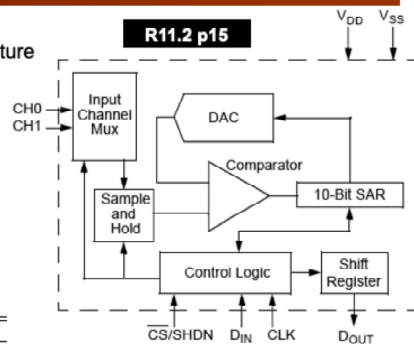 R11.2 p15
VDD VSS
ture
CH0
CH1
Input
Channel
Mux
DAC
Comparator
Sample
and
Hold
10-Bit SAR
Control Logic
Shift
Register
CS/SHDN DIN CLK DOUT